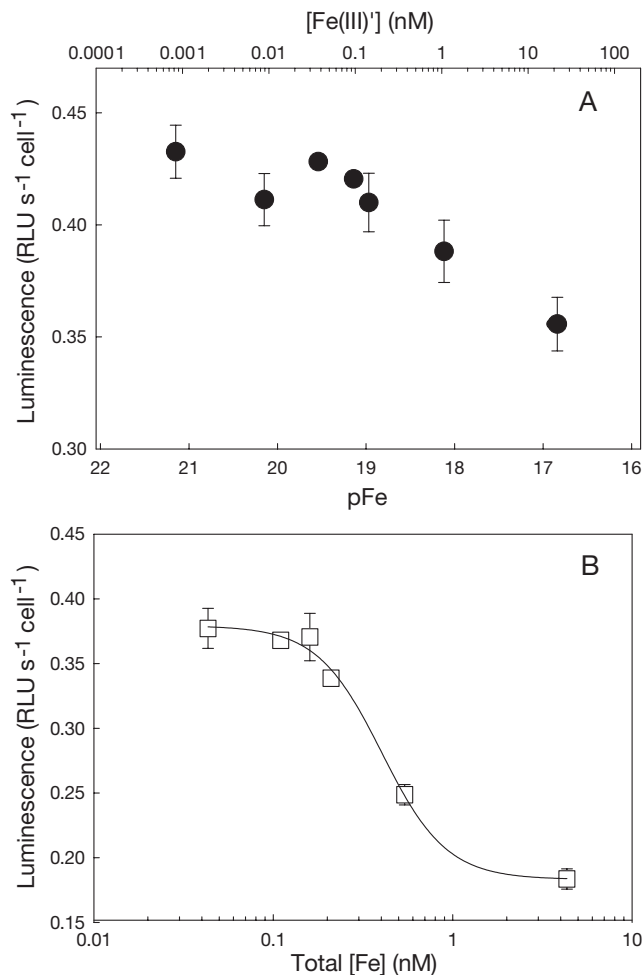 [Fe(III)'] (nM)
0.0001 0.001 0.01 0.1 1 10 100
A
0.45
0.40
0.35
0.30
Luminescence (RLU s-1 cell-1)
22 21 20 19 18 17 16
pFe
B
0.45
0.40
0.35
0.30
0.25
0.20
0.15
Luminescence (RLU s-1 cell-1)
0.01 0.1 1 10
Total [Fe] (nM)